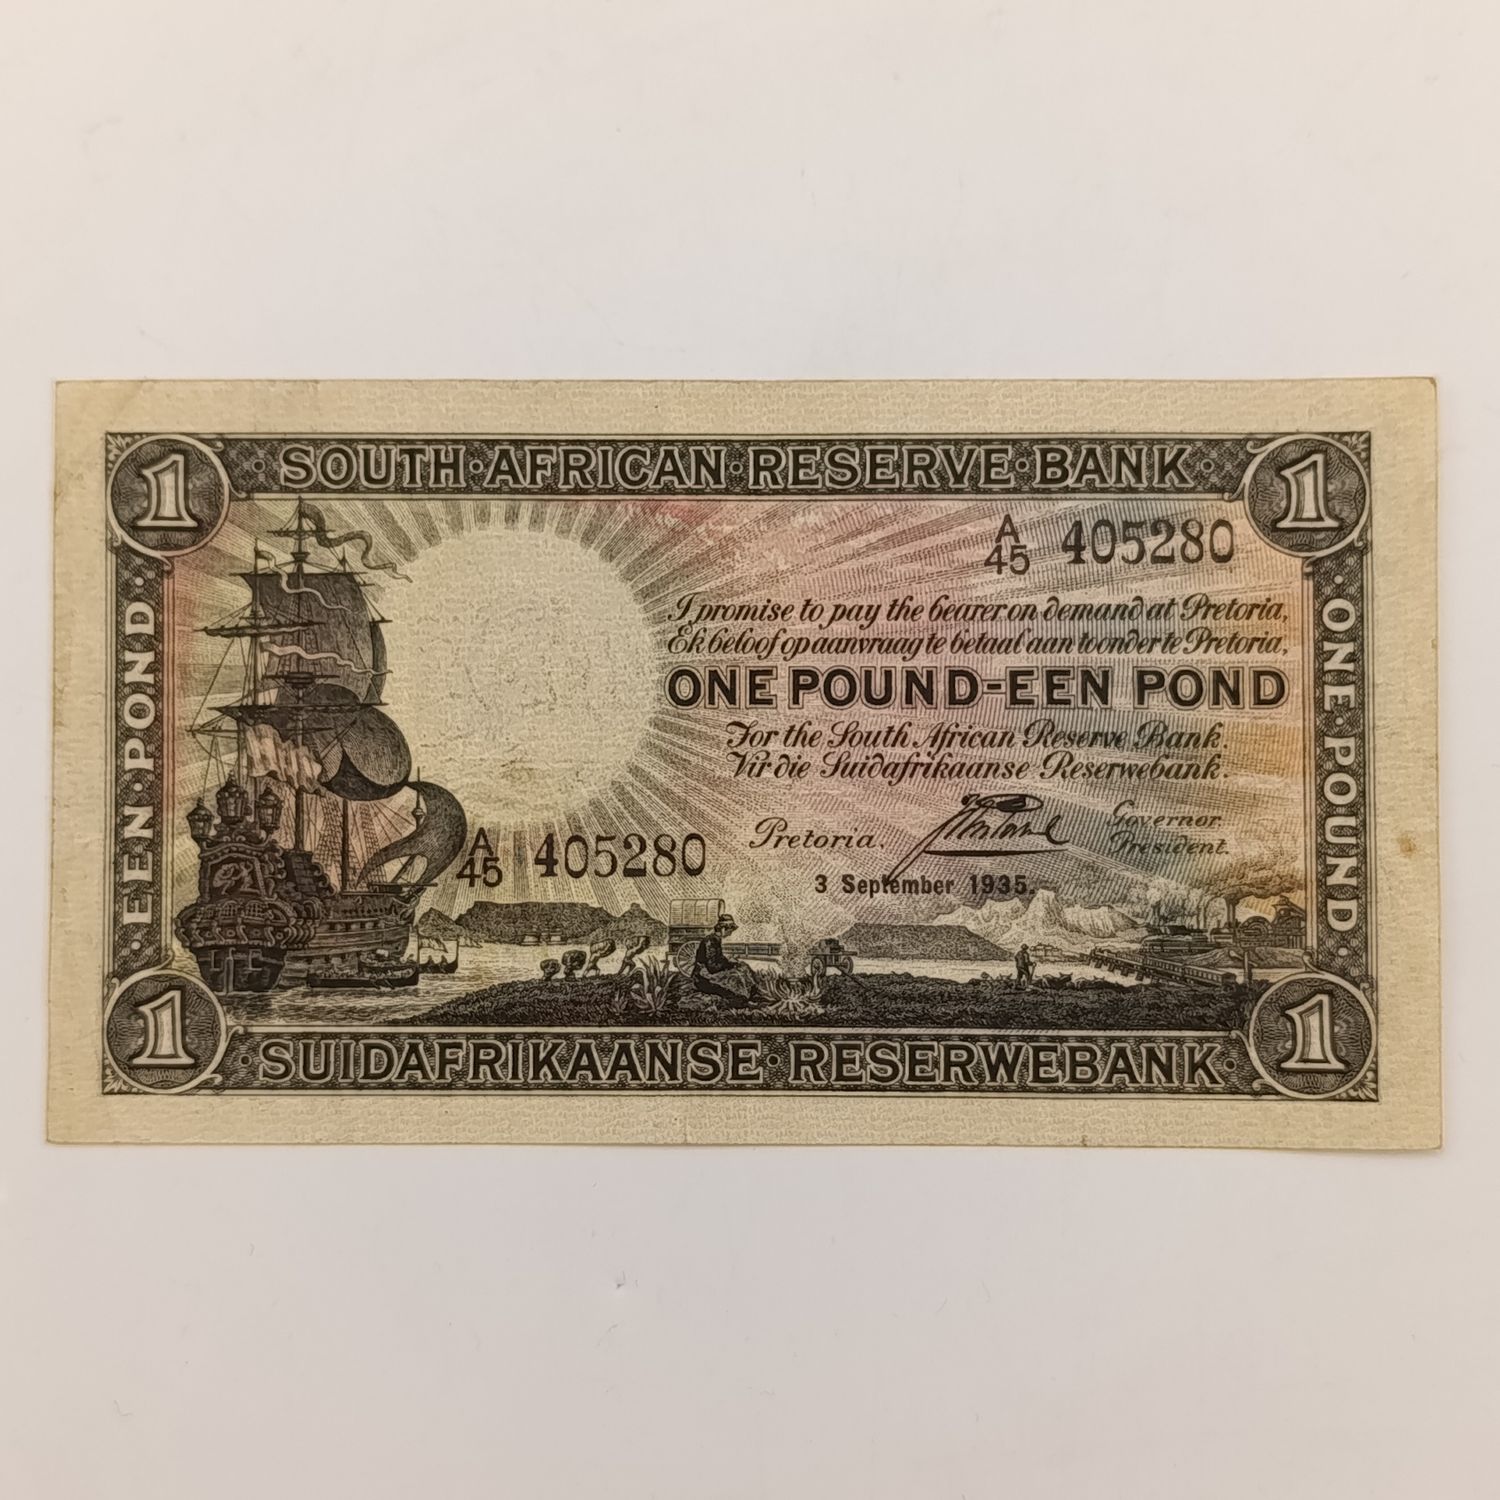 1
SOUTH·AFRICAN·RESERVE·BANK
1
A/45 405280
I promise to pay the bearer on demand at Pretoria,
Ek beloof op aanvraag te betaal aan toonder te Pretoria,
ONE POUND-EEN POND
For the South African Reserve Bank.
Vir die Suidafrikaanse Reserwebank.
Pretoria.
Governor.
President.
3 September 1935.
A/45 405280
EEN·POND
ONE·POUND
1
SUIDAFRIKAANSE·RESERWEBANK
1